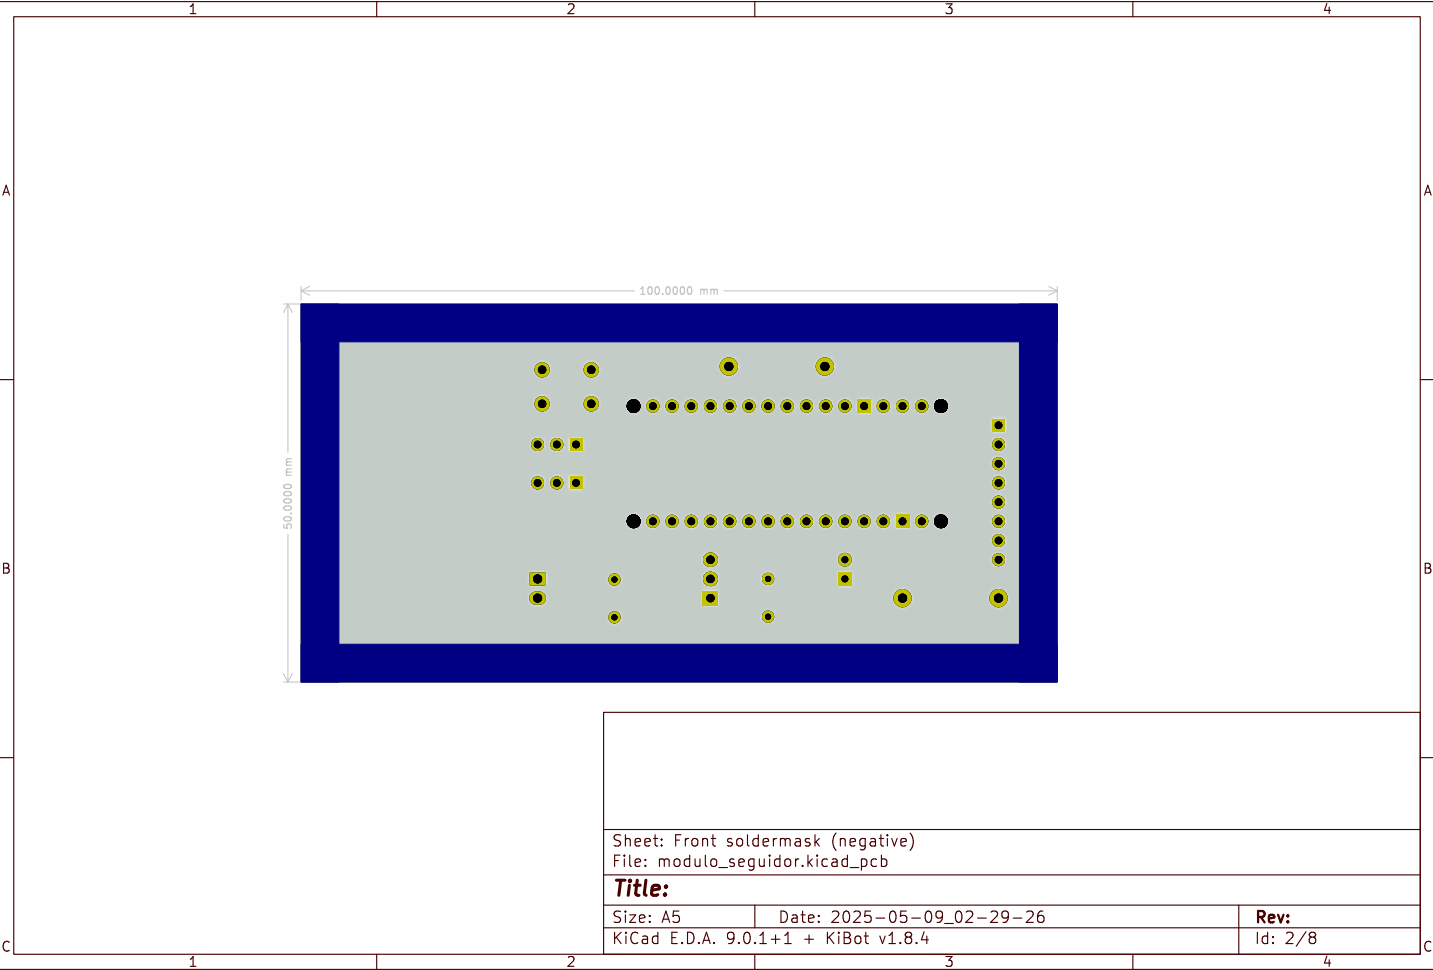 1 2 3 4
A A
100.0000 mm
50.0000 mm
B B
Sheet: Front soldermask (negative)
File: modulo_seguidor.kicad_pcb
Title:
Size: A5 Date: 2025-05-09_02-29-26 Rev:
KiCad E.D.A. 9.0.1+1 + KiBot v1.8.4 Id: 2/8
C C
1 2 3 4